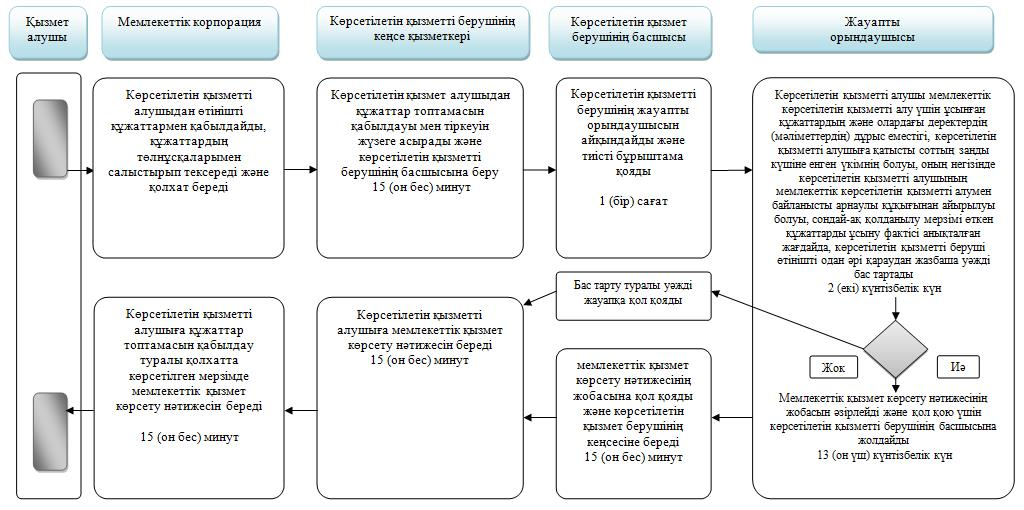 Қызмет
алушы
Мемлекеттік корпорация
Көрсетілетін қызметті берушінің
кеңсе қызметкері
Көрсетілетін қызмет
берушінің басшысы
Жауапты
орындаушысы
Көрсетілетін қызметті
алушыдан өтінішті
құжаттармен қабылдайды,
құжаттардың
төлнұсқаларымен
салыстырып тексереді және
қолхат береді
Көрсетілетін қызмет алушыдан
құжаттар топтамасын
қабылдауы мен тіркеуін
жүзеге асырады және
көрсетілетін қызметті
берушінің басшысына беру
15 (он бес) минут
Көрсетілетін қызметті
берушінің жауапты
орындаушысын
айқындайды және
тиісті бұрыштама
қояды
1 (бір) сағат
Көрсетілетін қызметті алушы мемлекеттік
көрсетілетін қызметті алу үшін ұсынған
құжаттардың және олардағы деректердің
(мәліметтердің) дұрыс еместігі, көрсетілетін
қызметті алушыға қатысты соттың заңды
күшіне енген үкімнің болуы, оның негізінде
көрсетілетін қызметті алушының
мемлекеттік көрсетілетін қызметті алумен
байланысты арнаулы құқығынан айырылуы
болуы, сондай-ақ қолданылу мерзімі өткен
құжаттарды ұсыну фактісі анықталған
жағдайда, көрсетілетін қызметті беруші
өтінішті одан әрі қараудан жазбаша уәжді
бас тартады
2 (екі) күнтізбелік күн
Бас тарту туралы уәжді
жауапқа қол қояды
Көрсетілетін қызметті
алушыға құжаттар
топтамасын қабылдау
туралы қолхатта
көрсетілген мерзімде
мемлекеттік қызмет
көрсету нәтижесін береді
15 (он бес) минут
Көрсетілетін қызметті
алушыға мемлекеттік қызмет
көрсету нәтижесін береді
15 (он бес) минут
мемлекеттік қызмет
көрсету нәтижесінің
жобасына қол қояды
және көрсетілетін
қызмет берушінің
кеңсесіне береді
15 (он бес) минут
Жок
Иә
Мемлекеттік қызмет көрсету нәтижесінің
жобасын әзірлейді және қол қою үшін
көрсетілетін қызметті берушінің басшысына
жолдайды
13 (он үш) күнтізбелік күн